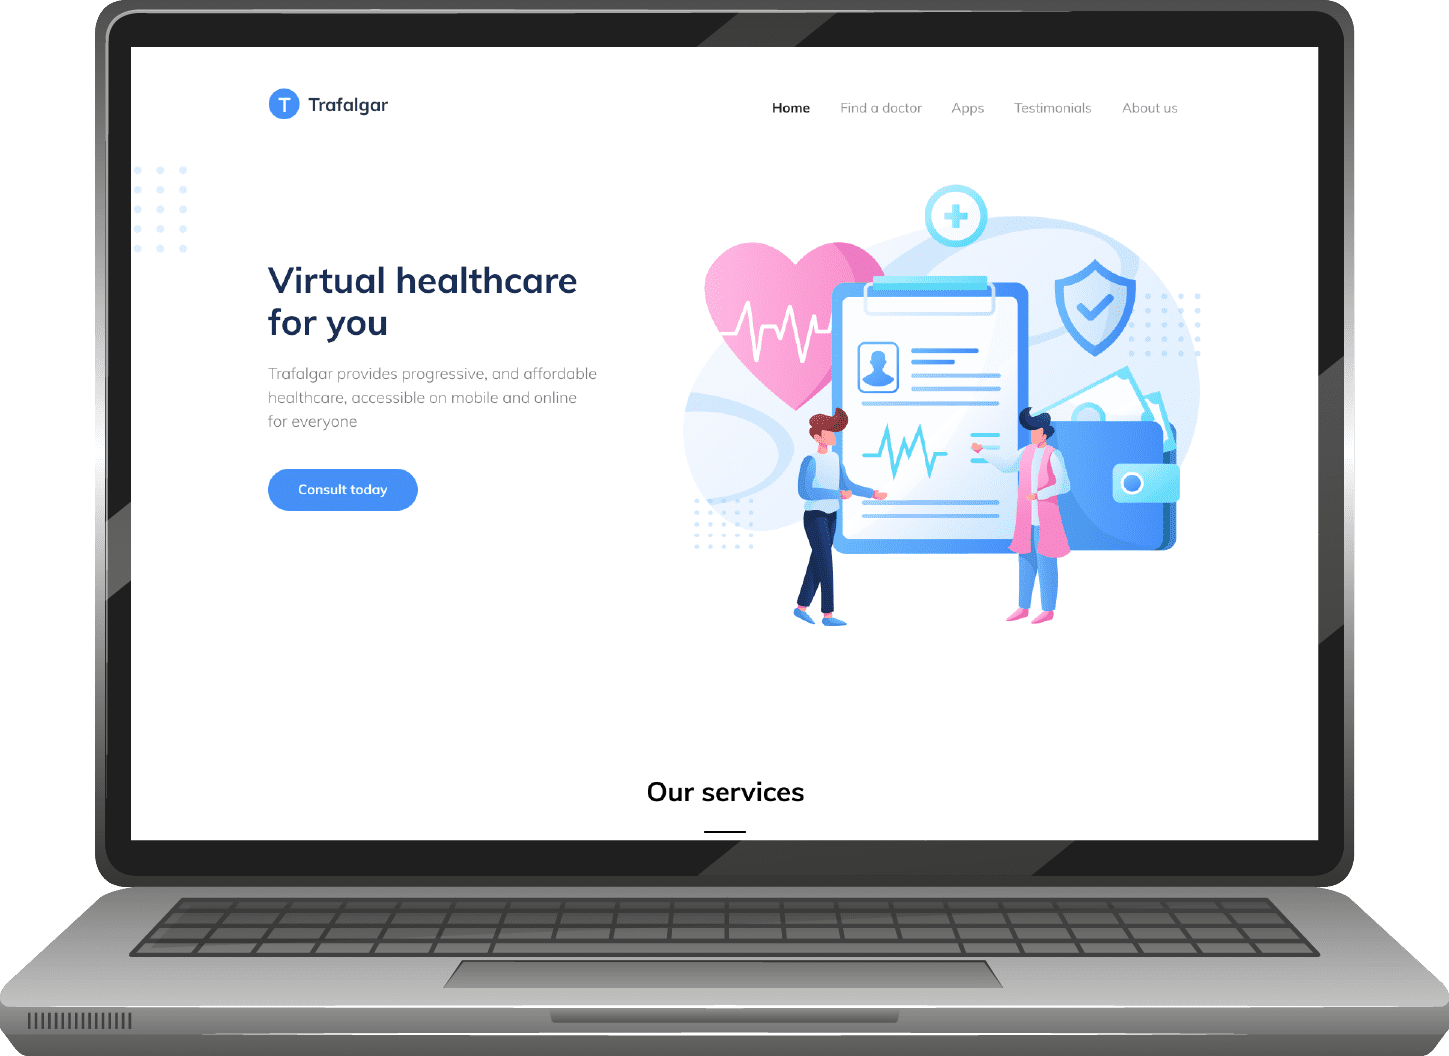 T Trafalgar
Home Find a doctor Apps Testimonials About us
Virtual healthcare
for you
Trafalgar provides progressive, and affordable
healthcare, accessible on mobile and online
for everyone
Consult today
Our services